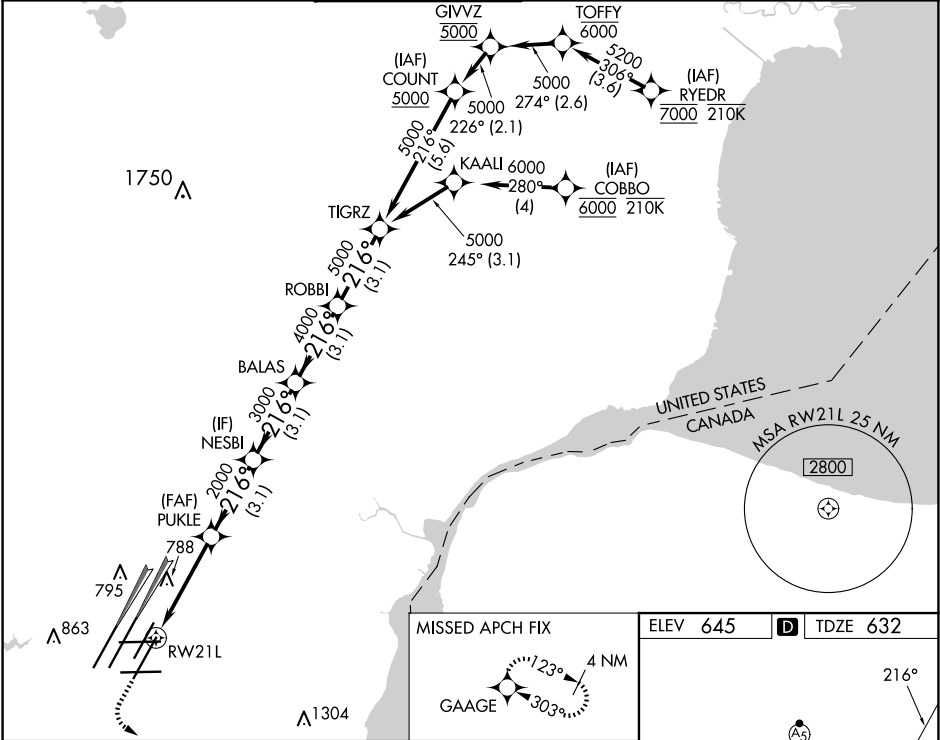 GIVVZ
5000
TOFFY
6000
(IAF)
COUNT
5000
5200
306°
(3.6)
(IAF)
RYEDR
7000 210K
5000
274° (2.6)
5000
226° (2.1)
5000
216°
(5.6)
KAALI
6000
280°
(4)
(IAF)
COBBO
6000 210K
1750
TIGRZ
5000
245° (3.1)
5000
216°
(3.1)
ROBBI
4000
216°
(3.1)
BALAS
3000
216°
(3.1)
(IF)
NESBI
2000
216°
(3.1)
(FAF)
PUKLE
UNITED STATES
CANADA
MSA RW21L 25 NM
2800
788
795
863
RW21L
1304
MISSED APCH FIX
123°
4 NM
GAAGE
303°
ELEV 645 D TDZE 632
216°
A5